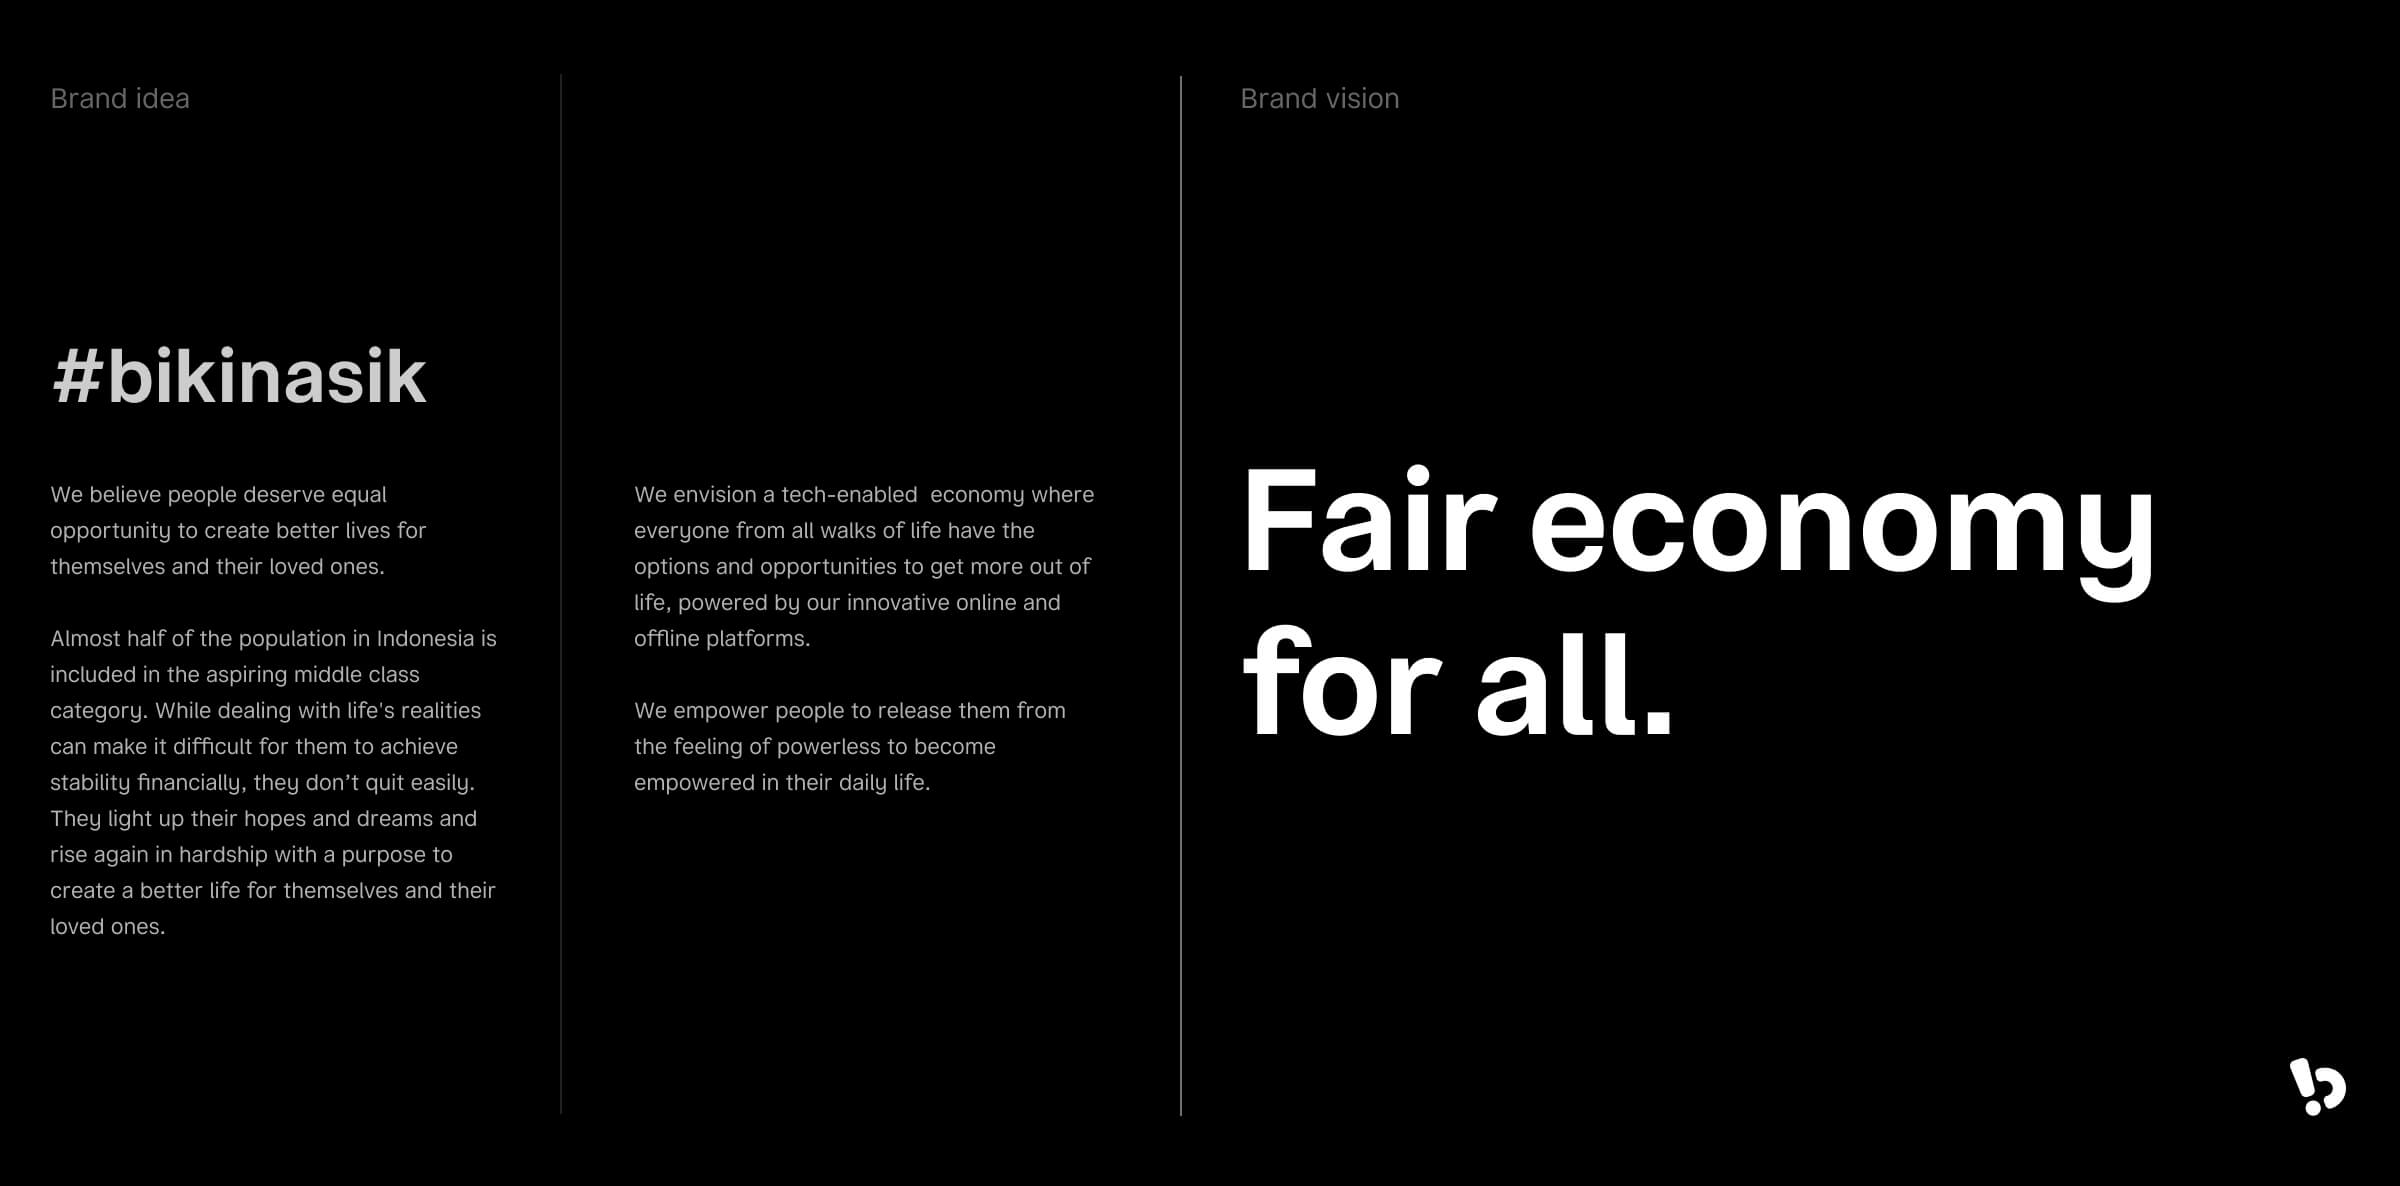 Brand idea
#bikinasik
We believe people deserve equal
opportunity to create better lives for
themselves and their loved ones.
Almost half of the population in Indonesia is
included in the aspiring middle class
category. While dealing with life's realities
can make it difficult for them to achieve
stability financially, they don’t quit easily.
They light up their hopes and dreams and
rise again in hardship with a purpose to
create a better life for themselves and their
loved ones.
We envision a tech-enabled  economy where
everyone from all walks of life have the
options and opportunities to get more out of
life, powered by our innovative online and
offline platforms.
We empower people to release them from
the feeling of powerless to become
empowered in their daily life.
Brand vision
Fair economy
for all.